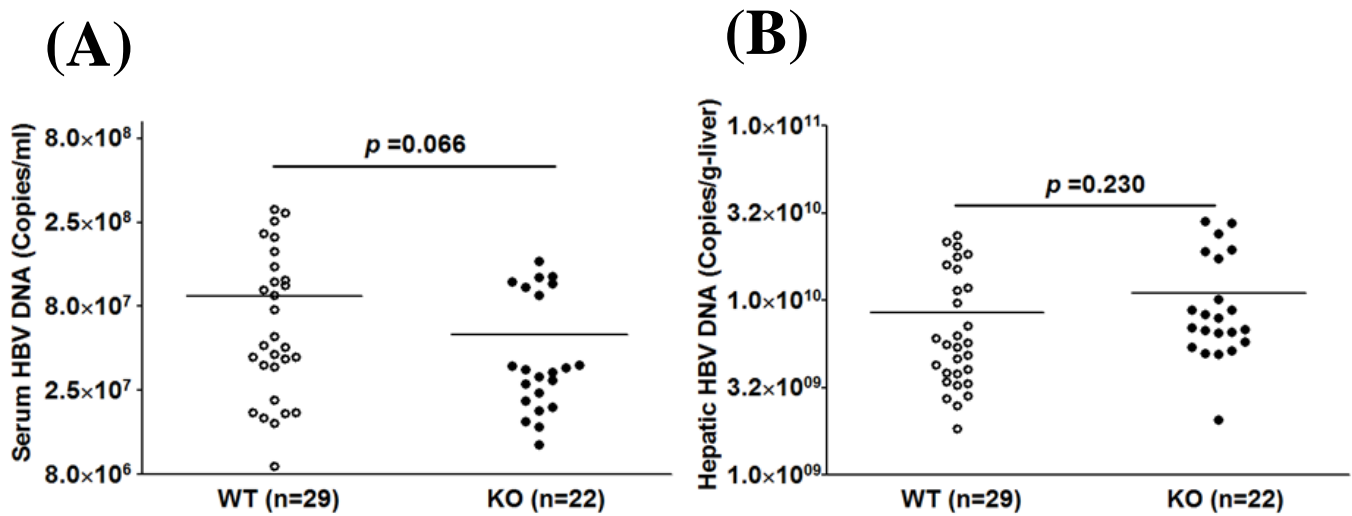 (A)
Serum HBV DNA (Copies/ml)
8.0×10⁸
2.5×10⁸
8.0×10⁷
2.5×10⁷
8.0×10⁶
p =0.066
WT (n=29)
KO (n=22)
(B)
Hepatic HBV DNA (Copies/g-liver)
1.0×10¹¹
3.2×10¹⁰
1.0×10¹⁰
3.2×10⁰⁹
1.0×10⁰⁹
p =0.230
WT (n=29)
KO (n=22)